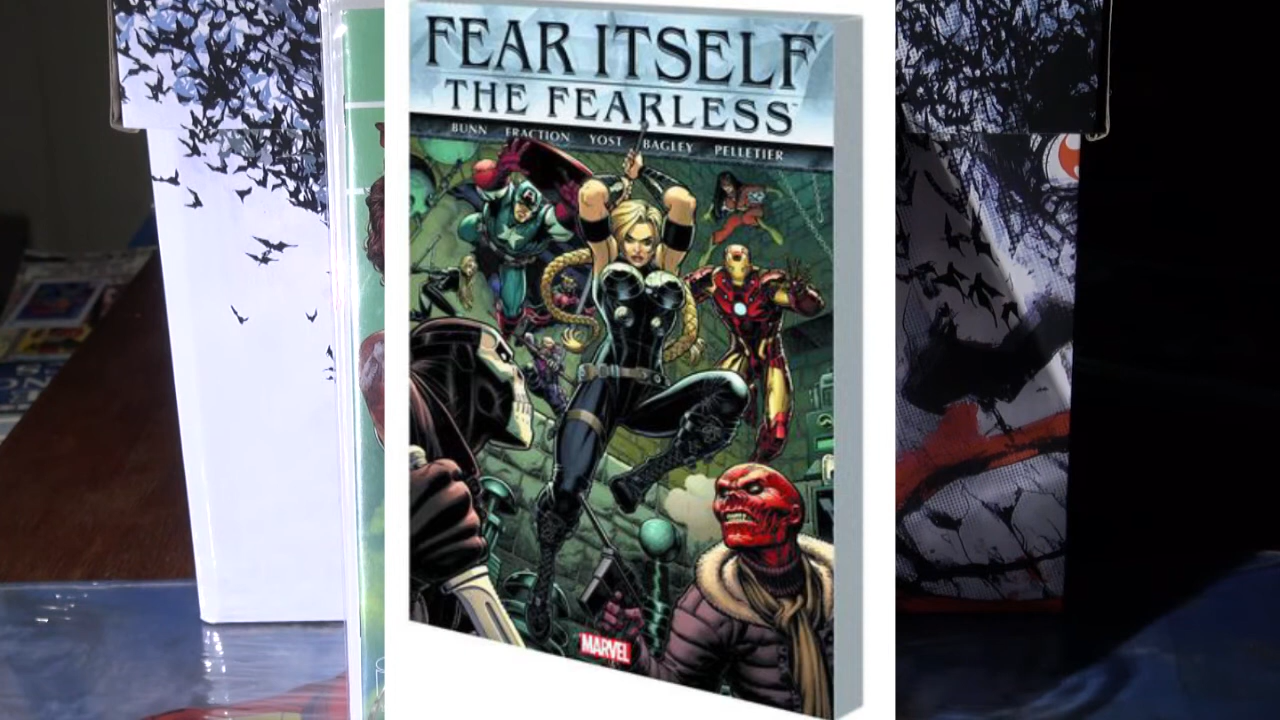 FEAR ITSELF
THE FEARLESS
BUNN FRACTION YOST BAGLEY PELLETIER
MARVEL